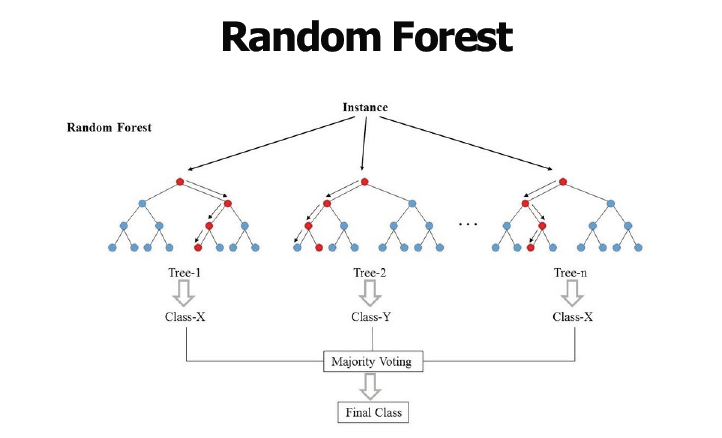 Random Forest
Instance
Random Forest
...
Tree-1 Tree-2 Tree-n
Class-X Class-Y Class-X
Majority Voting
Final Class